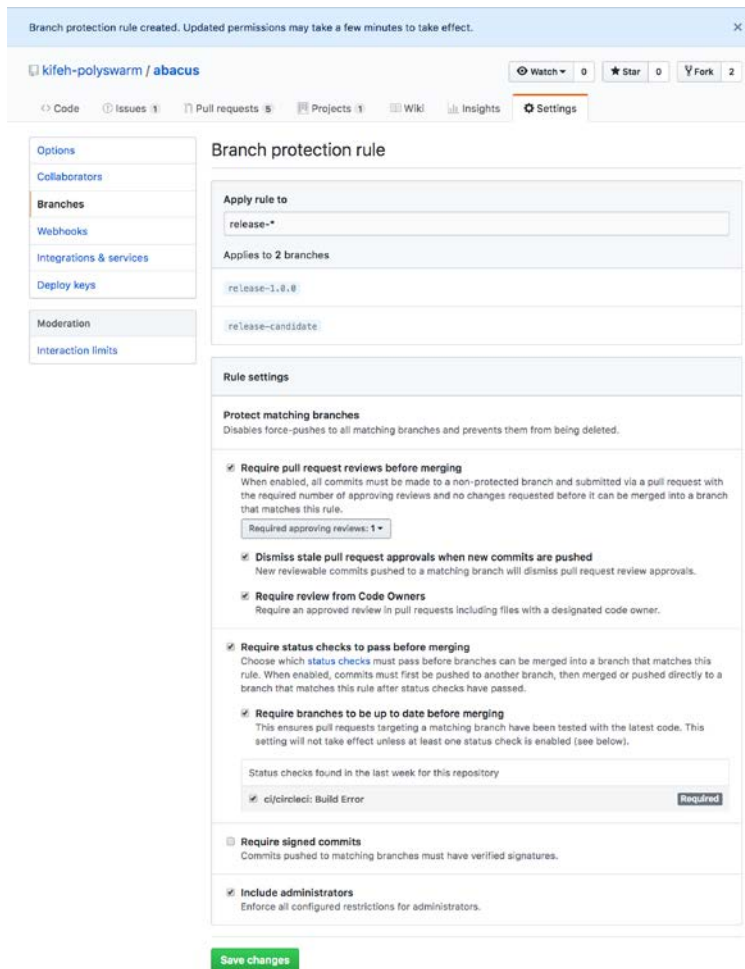 Branch protection rule created. Updated permissions may take a few minutes to take effect.
kifeh-polyswarm / abacus
Watch 0 Star 0 Fork 2
Code Issues 1 Pull requests 5 Projects 1 Wiki Insights Settings
Options
Collaborators
Branches
Webhooks
Integrations & services
Deploy keys
Moderation
Interaction limits
Branch protection rule
Apply rule to
release-*
Applies to 2 branches
release-1.0.0
release-candidate
Rule settings
Protect matching branches
Disables force-pushes to all matching branches and prevents them from being deleted.
Require pull request reviews before merging
When enabled, all commits must be made to a non-protected branch and submitted via a pull request with
the required number of approving reviews and no changes requested before it can be merged into a branch
that matches this rule.
Required approving reviews: 1
Dismiss stale pull request approvals when new commits are pushed
New reviewable commits pushed to a matching branch will dismiss pull request review approvals.
Require review from Code Owners
Require an approved review in pull requests including files with a designated code owner.
Require status checks to pass before merging
Choose which status checks must pass before branches can be merged into a branch that matches this
rule. When enabled, commits must first be pushed to another branch, then merged or pushed directly to a
branch that matches this rule after status checks have passed.
Require branches to be up to date before merging
This ensures pull requests targeting a matching branch have been tested with the latest code. This
setting will not take effect unless at least one status check is enabled (see below).
Status checks found in the last week for this repository
ci/circleci: Build Error Required
Require signed commits
Commits pushed to matching branches must have verified signatures.
Include administrators
Enforce all configured restrictions for administrators.
Save changes